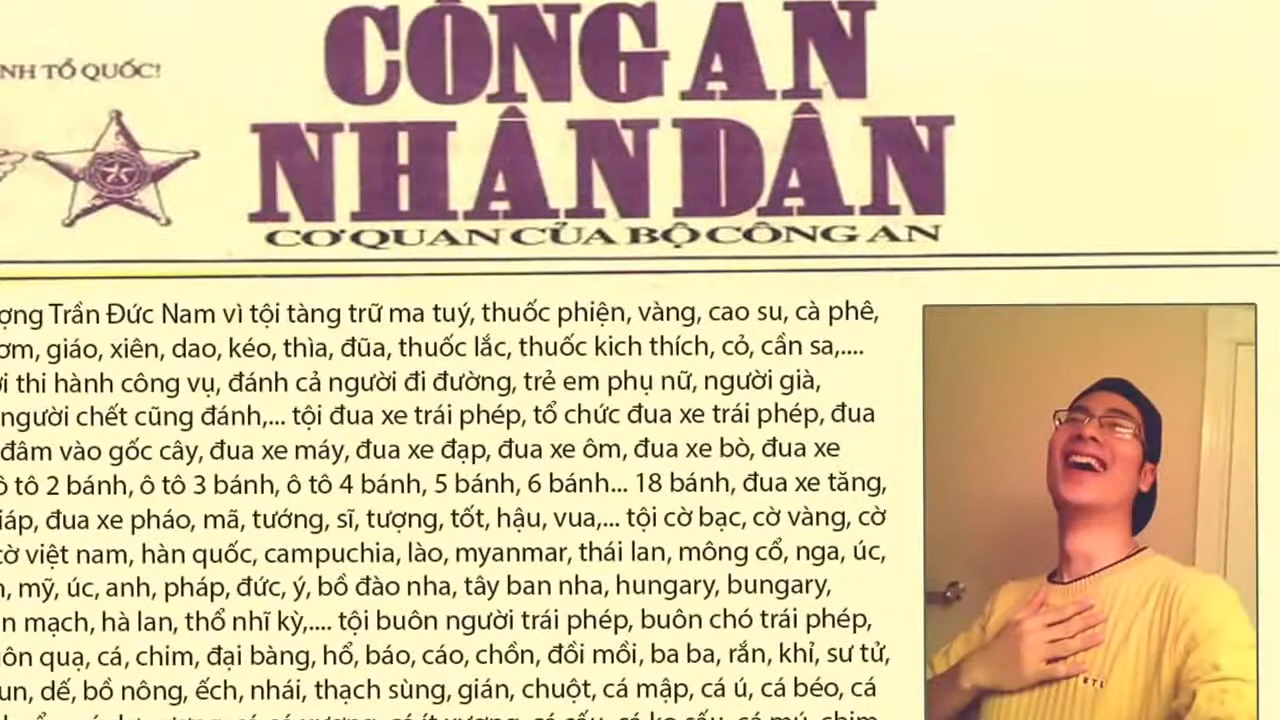 NH TỔ QUỐC!
CÔNG AN
NHÂN DÂN
CƠ QUAN CỦA BỘ CÔNG AN
ợng Trần Đức Nam vì tội tàng trữ ma tuý, thuốc phiện, vàng, cao su, cà phê,
ơm, giáo, xiên, dao, kéo, thìa, đũa, thuốc lắc, thuốc kich thích, cỏ, cần sa,....
ời thi hành công vụ, đánh cả người đi đường, trẻ em phụ nữ, người già,
người chết cũng đánh,... tội đua xe trái phép, tổ chức đua xe trái phép, đua
đâm vào gốc cây, đua xe máy, đua xe đạp, đua xe ôm, đua xe bò, đua xe
ô tô 2 bánh, ô tô 3 bánh, ô tô 4 bánh, 5 bánh, 6 bánh... 18 bánh, đua xe tăng,
iáp, đua xe pháo, mã, tướng, sĩ, tượng, tốt, hậu, vua,... tội cờ bạc, cờ vàng, cờ
cờ việt nam, hàn quốc, campuchia, lào, myanmar, thái lan, mông cổ, nga, úc,
, mỹ, úc, anh, pháp, đức, ý, bồ đào nha, tây ban nha, hungary, bungary,
n mạch, hà lan, thổ nhĩ kỳ,.... tội buôn người trái phép, buôn chó trái phép,
uôn quạ, cá, chim, đại bàng, hổ, báo, cáo, chồn, đồi mồi, ba ba, rắn, khỉ, sư tử,
un, dế, bồ nông, ếch, nhái, thạch sùng, gián, chuột, cá mập, cá ú, cá béo, cá